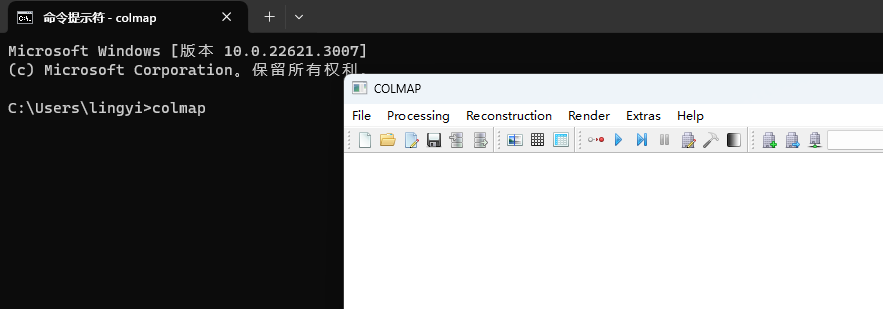 命令提示符 - colmap
Microsoft Windows [版本 10.0.22621.3007]
(c) Microsoft Corporation。保留所有权利。
C:\Users\lingyi>colmap
COLMAP
File Processing Reconstruction Render Extras Help